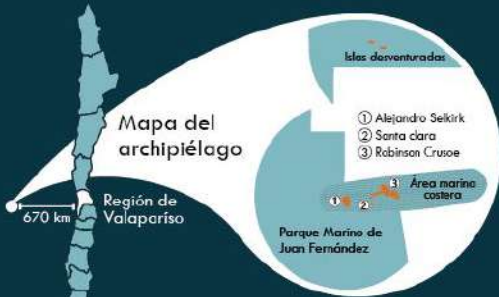 Islas desventuradas
① Alejandro Selkirk
② Santa clara
③ Robinson Crusoe
Mapa del
archipiélago
③
Área marina
costera
① ②
670 km
Región de
Valaparíso
Parque Marino de
Juan Fernández